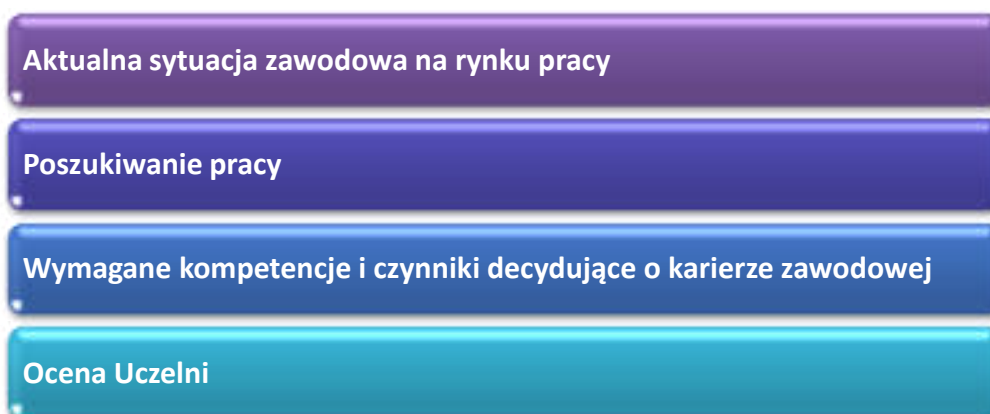 Aktualna sytuacja zawodowa na rynku pracy
Poszukiwanie pracy
Wymagane kompetencje i czynniki decydujące o karierze zawodowej
Ocena Uczelni